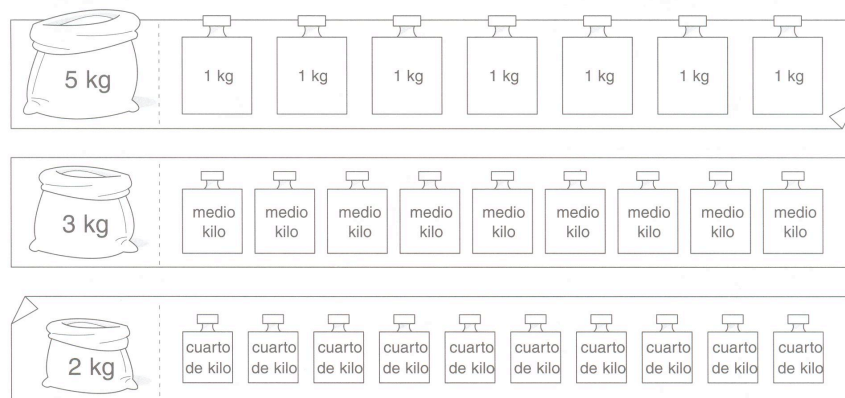 5 kg 1 kg 1 kg 1 kg 1 kg 1 kg 1 kg 1 kg
3 kg
medio medio medio medio medio medio medio medio medio
kilo kilo kilo kilo kilo kilo kilo kilo kilo
2 kg
cuarto cuarto cuarto cuarto cuarto cuarto cuarto cuarto cuarto cuarto
de kilo de kilo de kilo de kilo de kilo de kilo de kilo de kilo de kilo de kilo